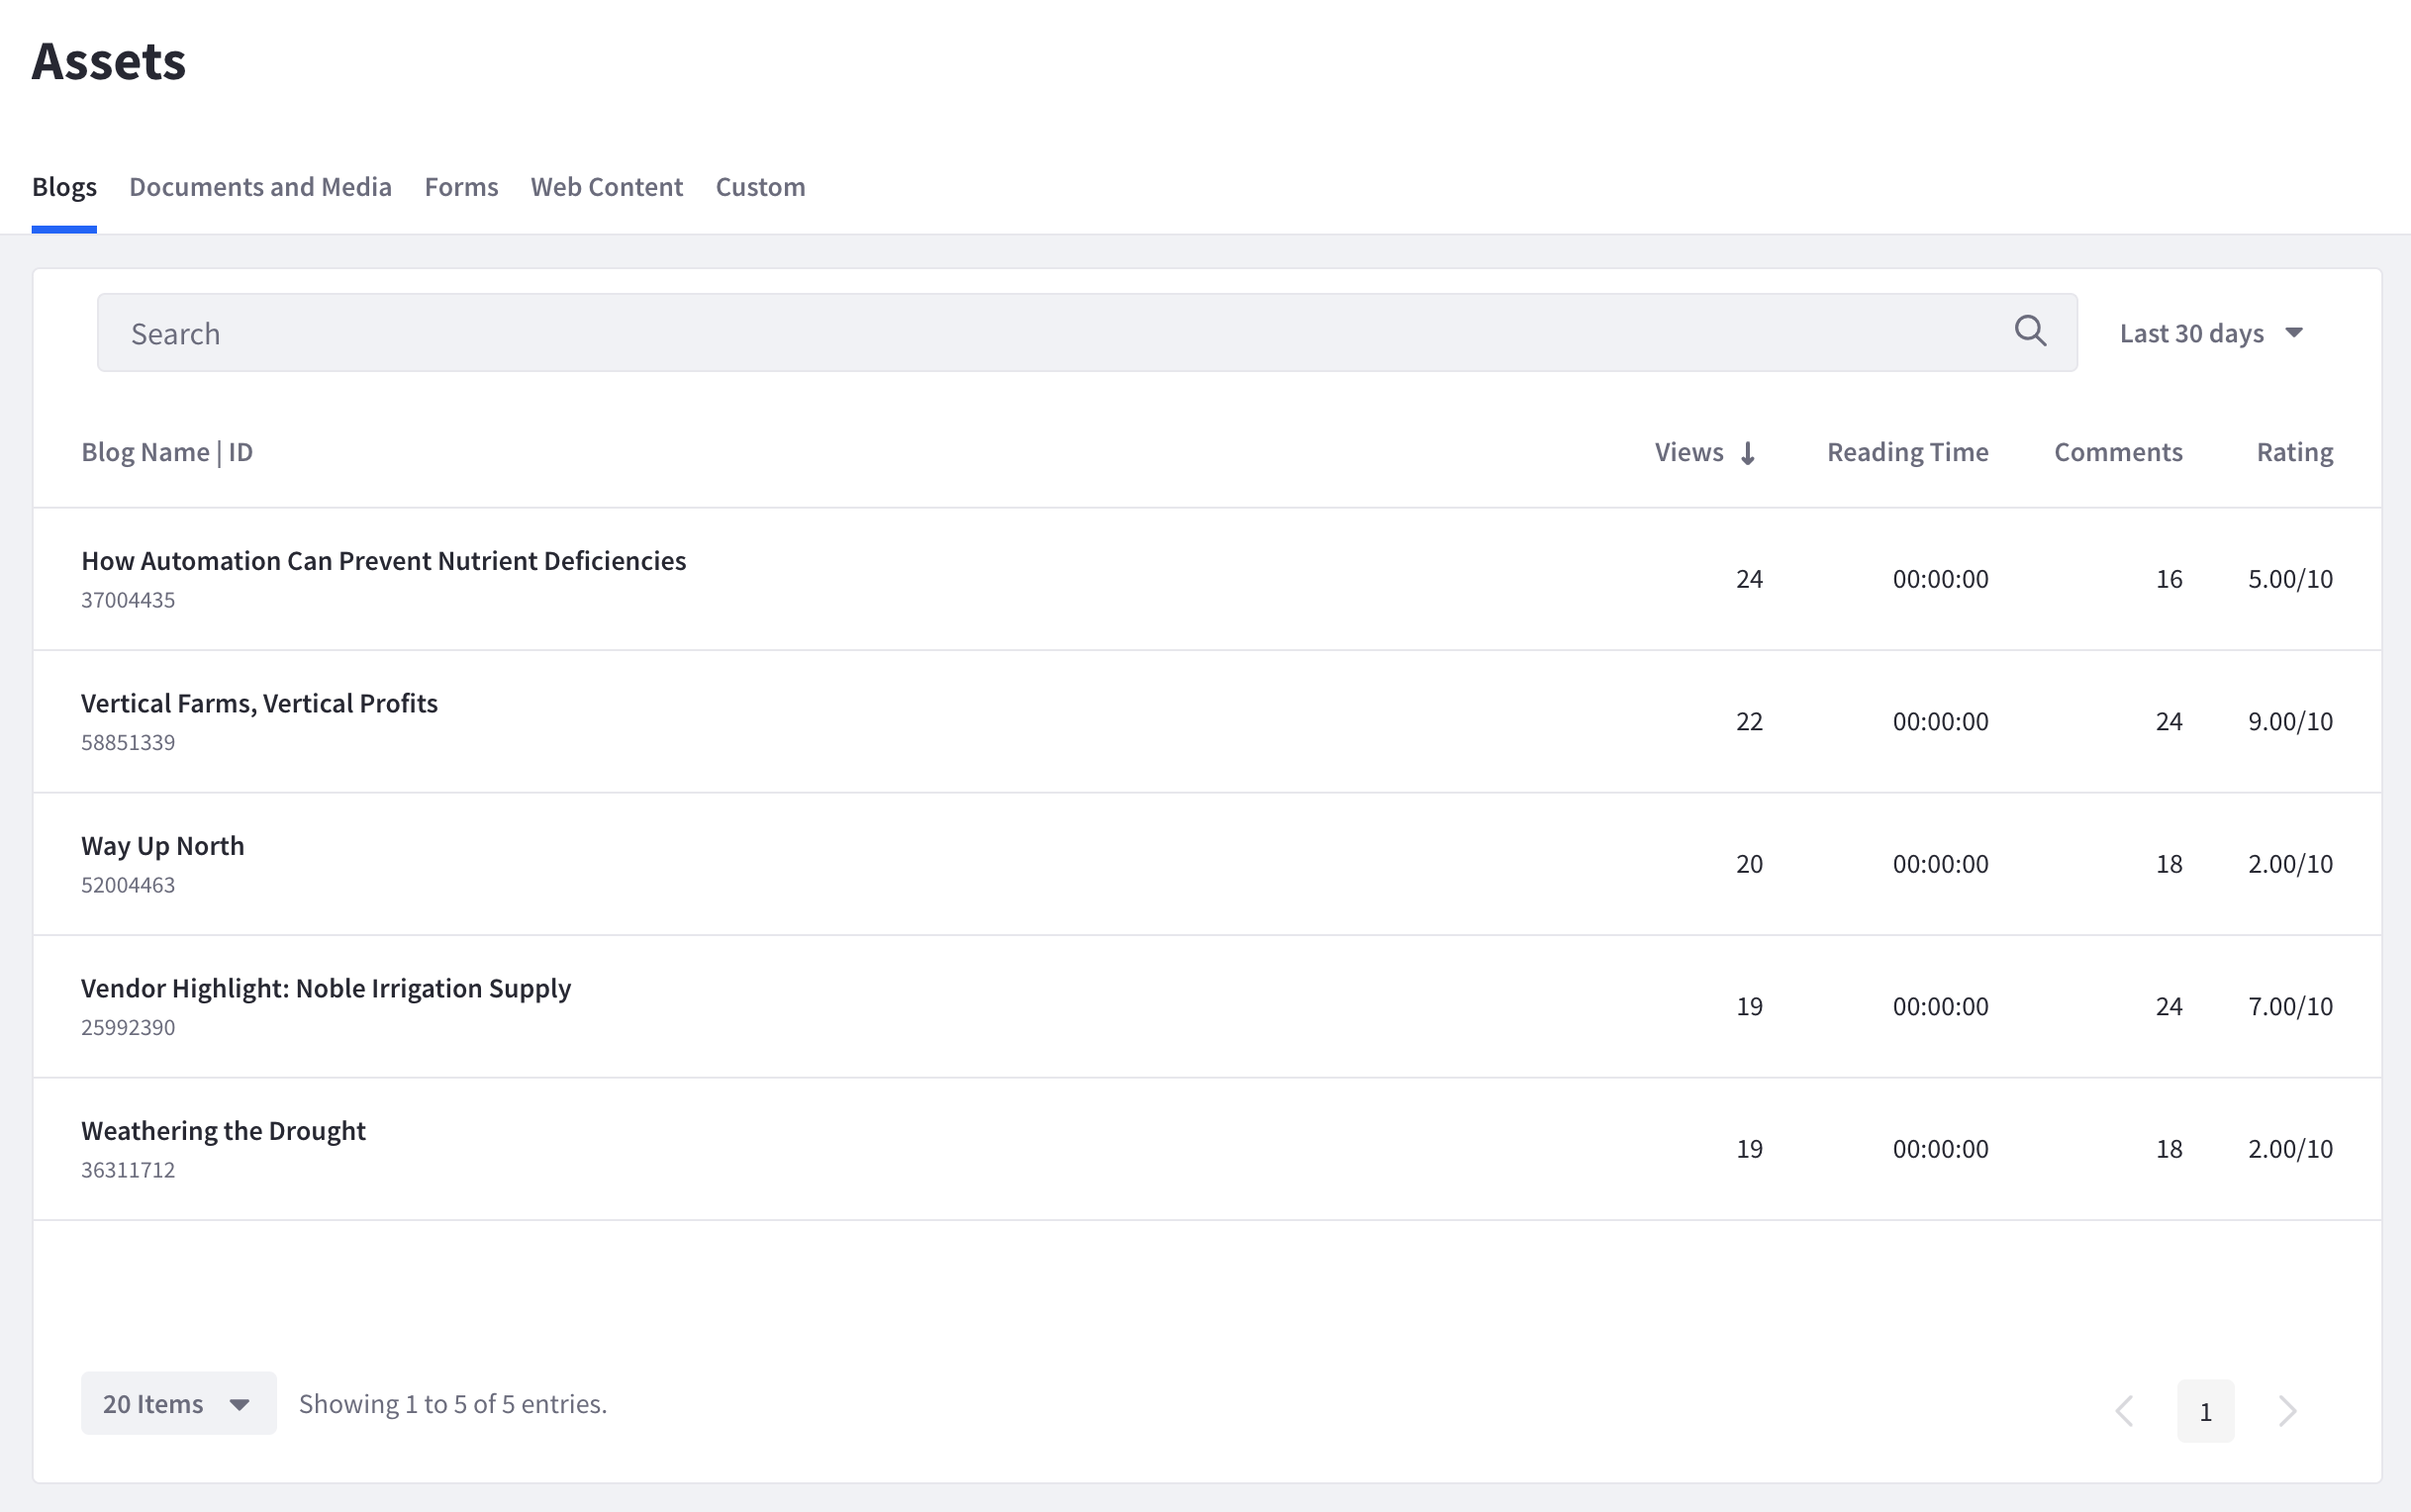 Assets
Blogs Documents and Media Forms Web Content Custom
Search Last 30 days
Blog Name | ID Views Reading Time Comments Rating
How Automation Can Prevent Nutrient Deficiencies
37004435
24 00:00:00 16 5.00/10
Vertical Farms, Vertical Profits
58851339
22 00:00:00 24 9.00/10
Way Up North
52004463
20 00:00:00 18 2.00/10
Vendor Highlight: Noble Irrigation Supply
25992390
19 00:00:00 24 7.00/10
Weathering the Drought
36311712
19 00:00:00 18 2.00/10
20 Items Showing 1 to 5 of 5 entries. 1